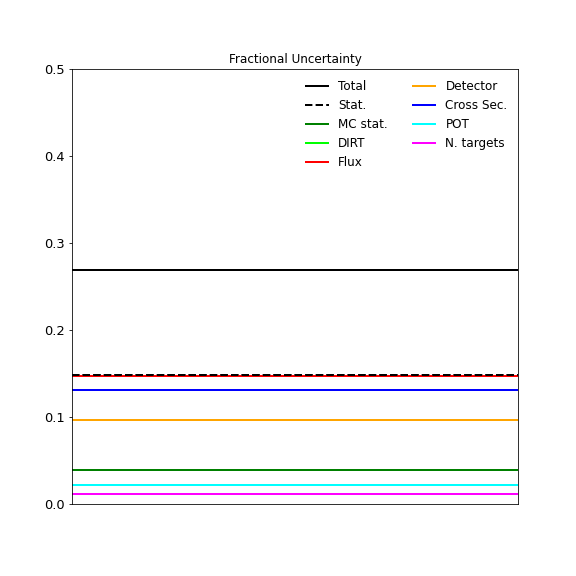 Fractional Uncertainty
0.5
0.4
0.3
0.2
0.1
0.0
Total
Stat.
MC stat.
DIRT
Flux
Detector
Cross Sec.
POT
N. targets